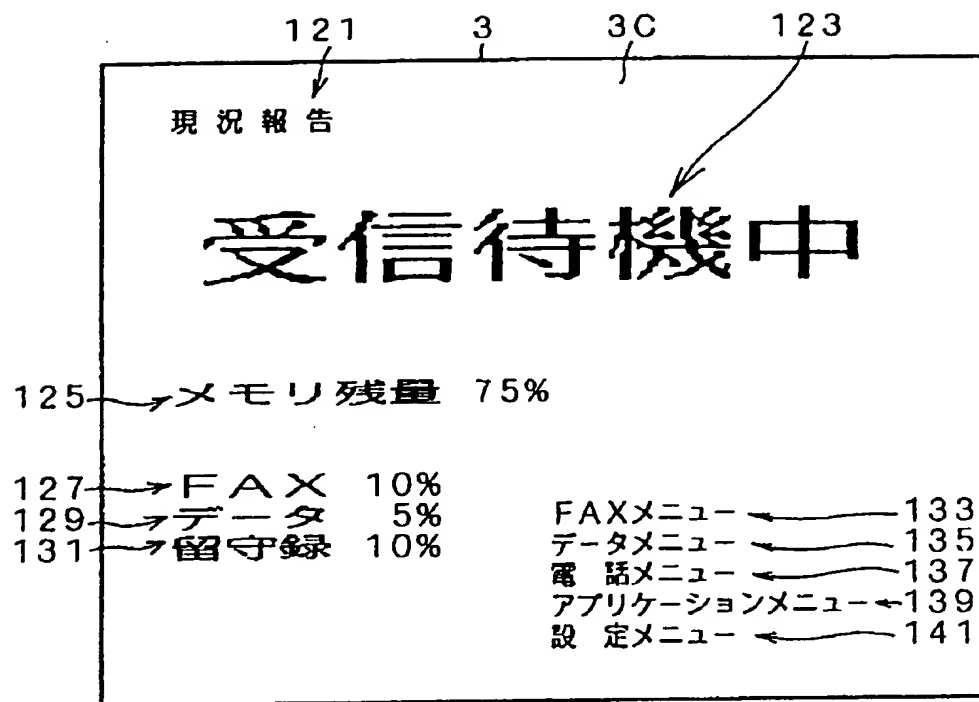 121 3 3C 123
現況報告
受信待機中
125 メモリ残量 75%
127 FAX 10%
129 データ 5%
131 留守録 10%
FAXメニュー 133
データメニュー 135
電話メニュー 137
アプリケーションメニュー 139
設定メニュー 141